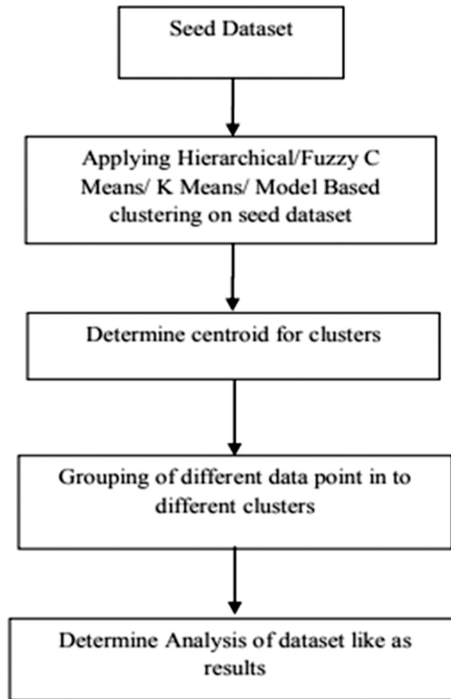 Seed Dataset
Applying Hierarchical/Fuzzy C
Means/ K Means/ Model Based
clustering on seed dataset
Determine centroid for clusters
Grouping of different data point in to
different clusters
Determine Analysis of dataset like as
results